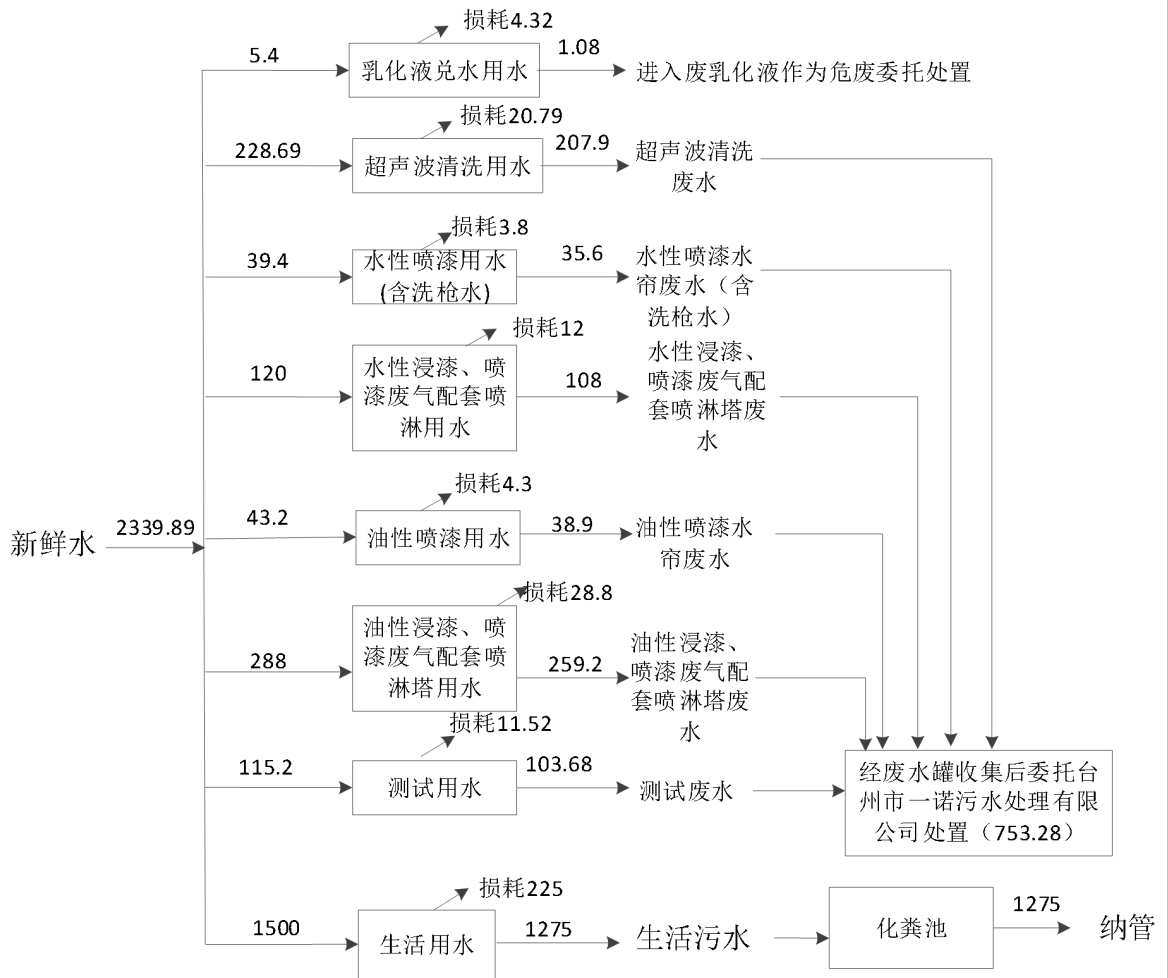 损耗4.32
5.4
乳化液兑水用水
1.08
进入废乳化液作为危废委托处置
损耗20.79
228.69
超声波清洗用水
207.9
超声波清洗
废水
损耗3.8
39.4
水性喷漆用水
(含洗枪水)
35.6
水性喷漆水
帘废水（含
洗枪水）
损耗12
120
水性浸漆、喷
漆废气配套喷
淋用水
108
水性浸漆、
喷漆废气配
套喷淋塔废
水
损耗4.3
新鲜水
2339.89
43.2
油性喷漆用水
38.9
油性喷漆水
帘废水
损耗28.8
288
油性浸漆、喷
漆废气配套喷
淋塔用水
259.2
油性浸漆、
喷漆废气配
套喷淋塔废
水
损耗11.52
115.2
测试用水
103.68
测试废水
经废水罐收集后委托台
州市一诺污水处理有限
公司处置（753.28）
损耗225
1500
生活用水
1275
生活污水
化粪池
1275
纳管